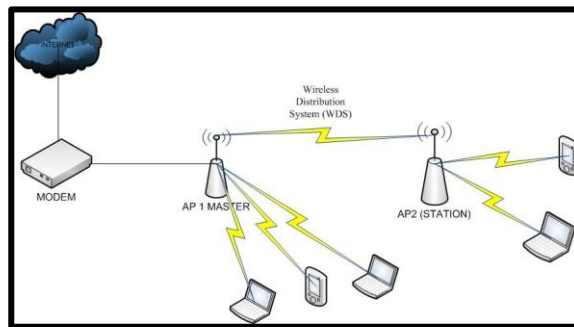 INTERNET
Wireless
Distribution
System (WDS)
MODEM
AP 1 MASTER
AP2 (STATION)